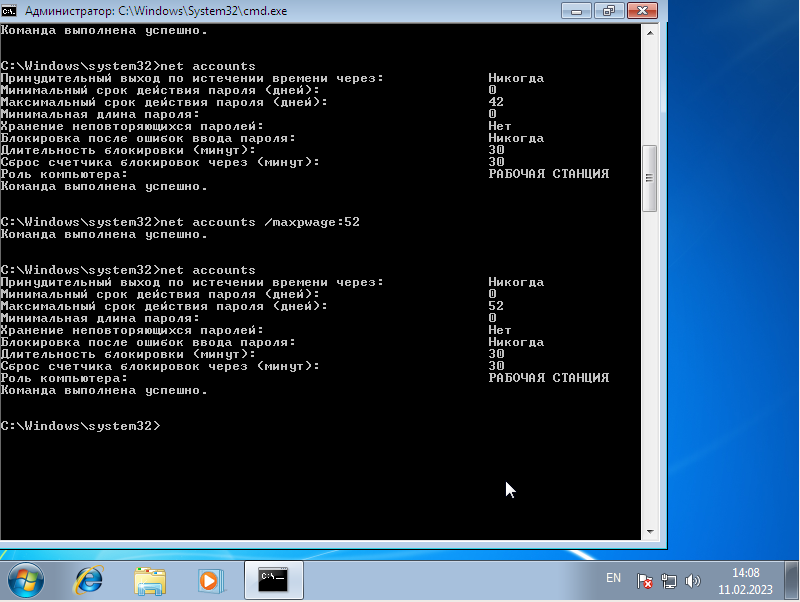 Администратор: C:\Windows\System32\cmd.exe
Команда выполнена успешно.
C:\Windows\system32>net accounts
Принудительный выход по истечении времени через: Никогда
Минимальный срок действия пароля (дней): 0
Максимальный срок действия пароля (дней): 42
Минимальная длина пароля: 0
Хранение неповторяющихся паролей: Нет
Блокировка после ошибок ввода пароля: Никогда
Длительность блокировки (минут): 30
Сброс счетчика блокировок через (минут): 30
Роль компьютера: РАБОЧАЯ СТАНЦИЯ
Команда выполнена успешно.
C:\Windows\system32>net accounts /maxpwage:52
Команда выполнена успешно.
C:\Windows\system32>net accounts
Принудительный выход по истечении времени через: Никогда
Минимальный срок действия пароля (дней): 0
Максимальный срок действия пароля (дней): 52
Минимальная длина пароля: 0
Хранение неповторяющихся паролей: Нет
Блокировка после ошибок ввода пароля: Никогда
Длительность блокировки (минут): 30
Сброс счетчика блокировок через (минут): 30
Роль компьютера: РАБОЧАЯ СТАНЦИЯ
Команда выполнена успешно.
C:\Windows\system32>
EN
14:08
11.02.2023